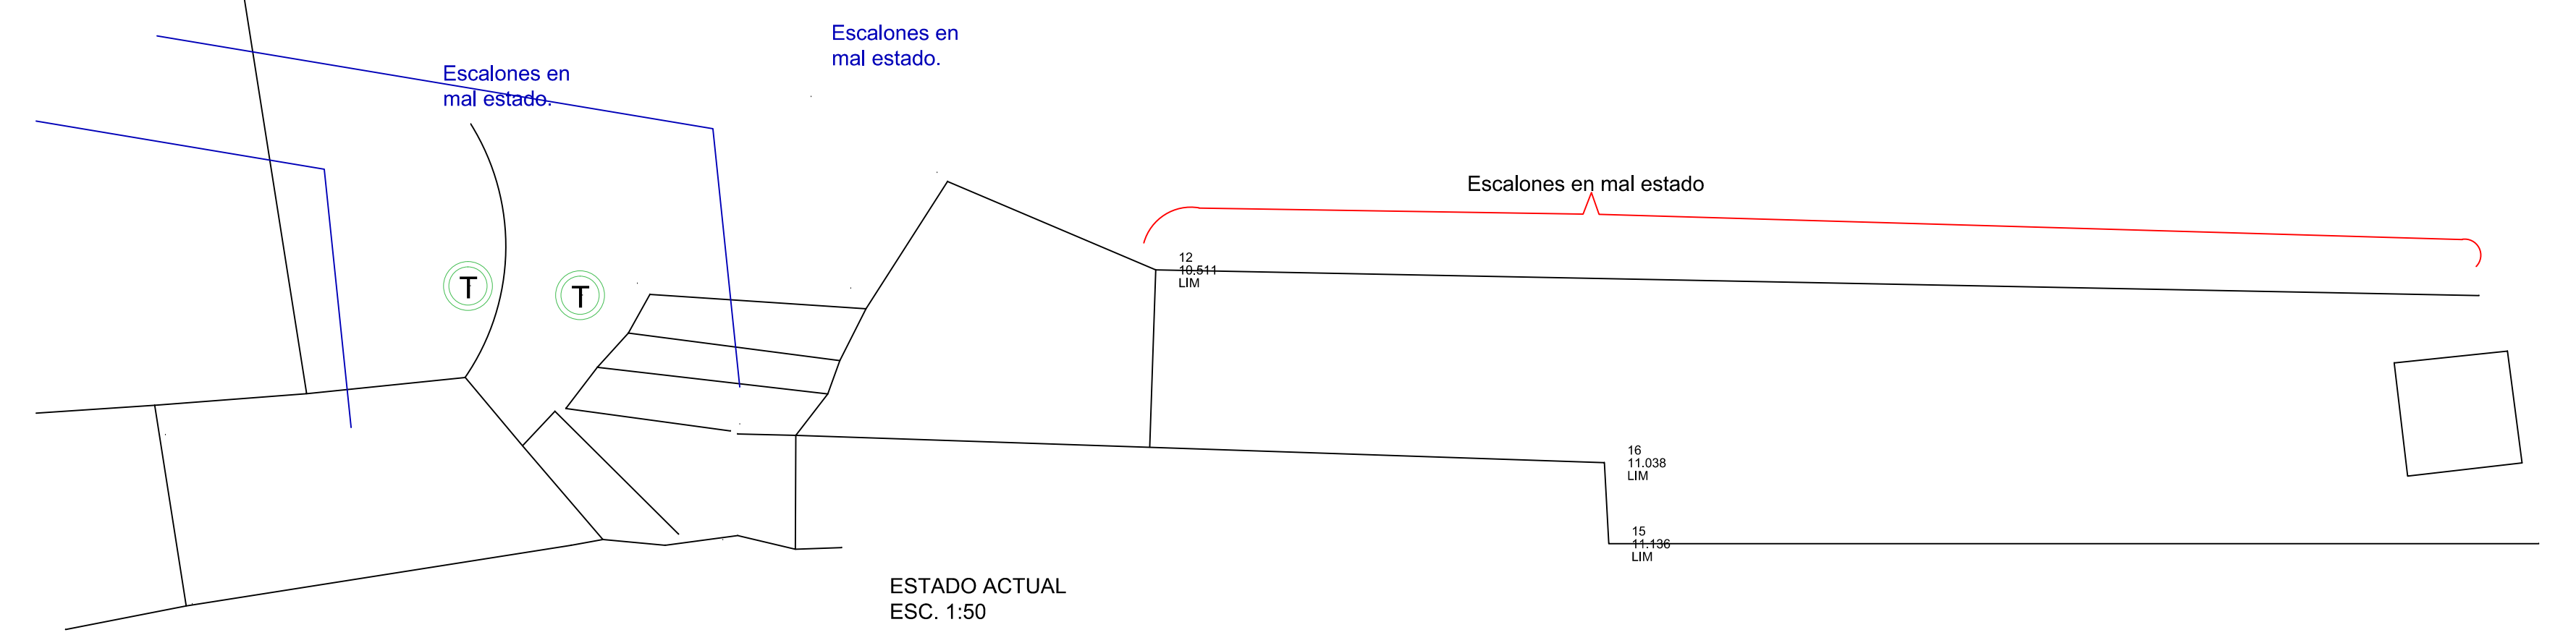 Escalones en
mal estado.
Escalones en
mal estado.
Escalones en mal estado
12
10.511
LIM
T
T
16
11.038
LIM
15
11.136
LIM
ESTADO ACTUAL
ESC. 1:50